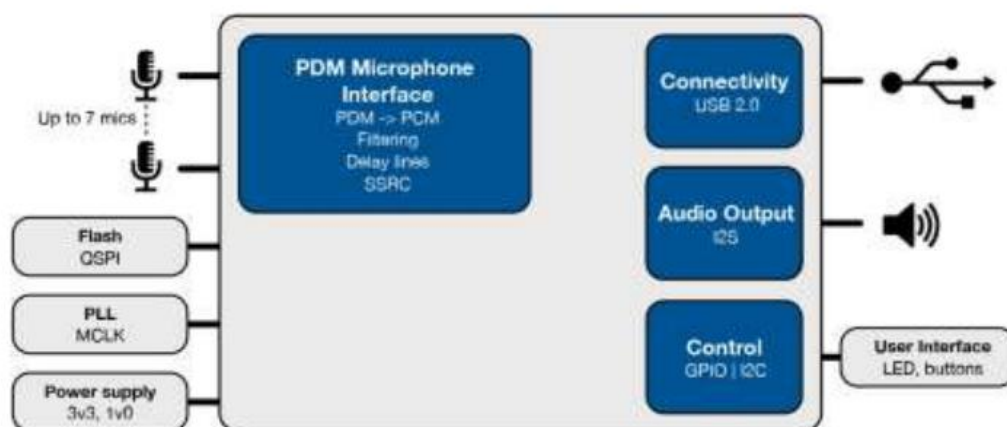 PDM Microphone
Interface
PDM -> PCM
Filtering
Delay lines
SSRC
Connectivity
USB 2.0
Up to 7 mics
Audio Output
I2S
Flash
QSPI
PLL
MCLK
Control
GPIO | I2C
User Interface
LED, buttons
Power supply
3v3, 1v0